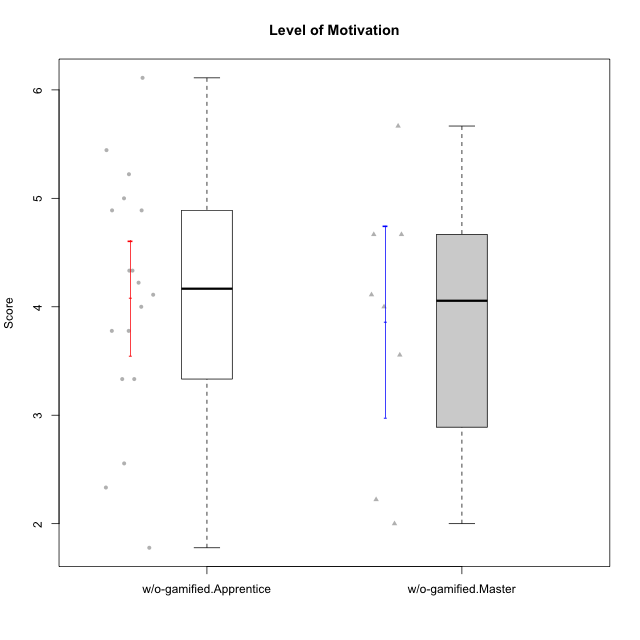 Level of Motivation
Score
6
5
4
3
2
w/o-gamified.Apprentice
w/o-gamified.Master